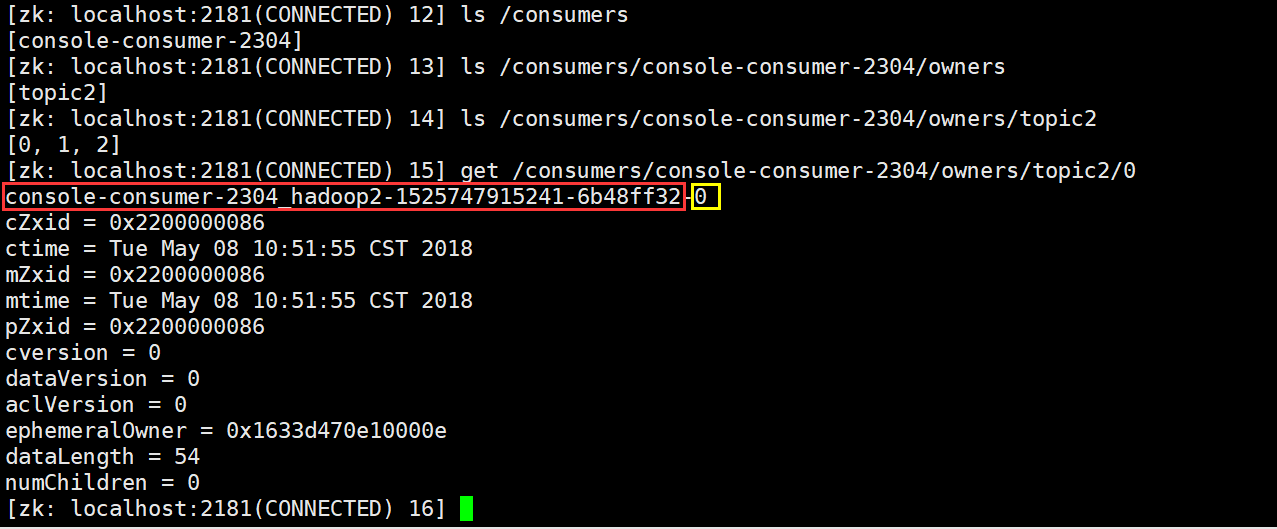 [zk: localhost:2181(CONNECTED) 12] ls /consumers
[console-consumer-2304]
[zk: localhost:2181(CONNECTED) 13] ls /consumers/console-consumer-2304/owners
[topic2]
[zk: localhost:2181(CONNECTED) 14] ls /consumers/console-consumer-2304/owners/topic2
[0, 1, 2]
[zk: localhost:2181(CONNECTED) 15] get /consumers/console-consumer-2304/owners/topic2/0
console-consumer-2304_hadoop2-1525747915241-6b48ff32-0
cZxid = 0x2200000086
ctime = Tue May 08 10:51:55 CST 2018
mZxid = 0x2200000086
mtime = Tue May 08 10:51:55 CST 2018
pZxid = 0x2200000086
cversion = 0
dataVersion = 0
aclVersion = 0
ephemeralOwner = 0x1633d470e10000e
dataLength = 54
numChildren = 0
[zk: localhost:2181(CONNECTED) 16]